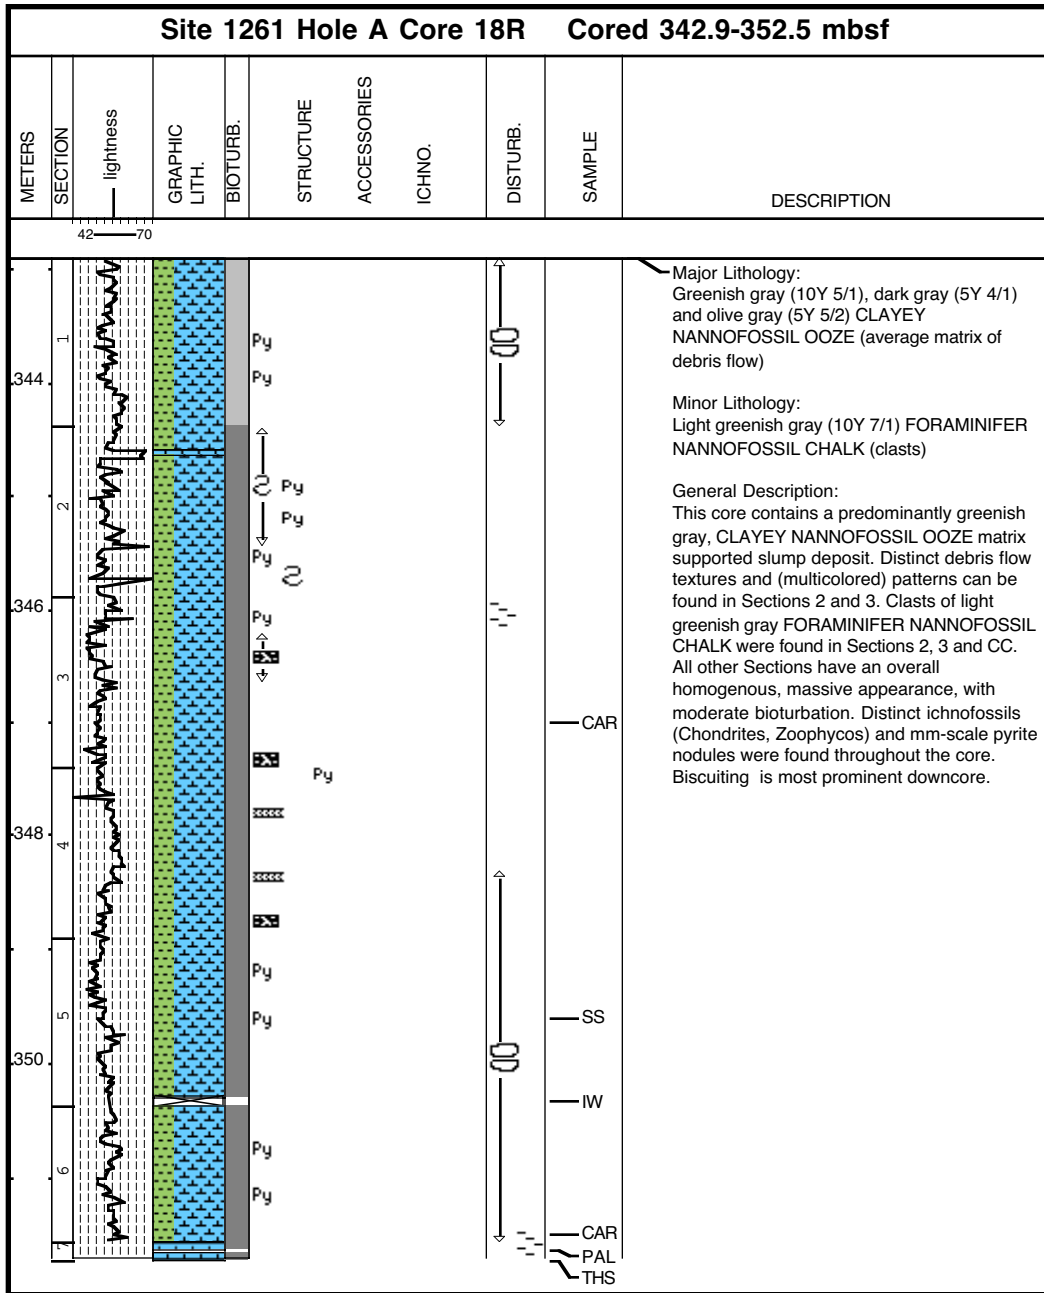 Site 1261 Hole A Core 18R Cored 342.9-352.5 mbsf
METERS
SECTION
lightness
GRAPHIC
LITH.
BIOTURB.
STRUCTURE
ACCESSORIES
ICHNO.
DISTURB.
SAMPLE
DESCRIPTION
42 70
Major Lithology:
Greenish gray (10Y 5/1), dark gray (5Y 4/1)
and olive gray (5Y 5/2) CLAYEY
NANNOFOSSIL OOZE (average matrix of
debris flow)
Minor Lithology:
Light greenish gray (10Y 7/1) FORAMINIFER
NANNOFOSSIL CHALK (clasts)
General Description:
This core contains a predominantly greenish
gray, CLAYEY NANNOFOSSIL OOZE matrix
supported slump deposit. Distinct debris flow
textures and (multicolored) patterns can be
found in Sections 2 and 3. Clasts of light
greenish gray FORAMINIFER NANNOFOSSIL
CHALK were found in Sections 2, 3 and CC.
All other Sections have an overall
homogenous, massive appearance, with
moderate bioturbation. Distinct ichnofossils
(Chondrites, Zoophycos) and mm-scale pyrite
nodules were found throughout the core.
Biscuiting is most prominent downcore.
1
Py
344
Py
2
Py
Py
Py
346
Py
3
CAR
Py
348
4
Py
5
Py
SS
350
IW
Py
6
Py
CAR
7
PAL
THS